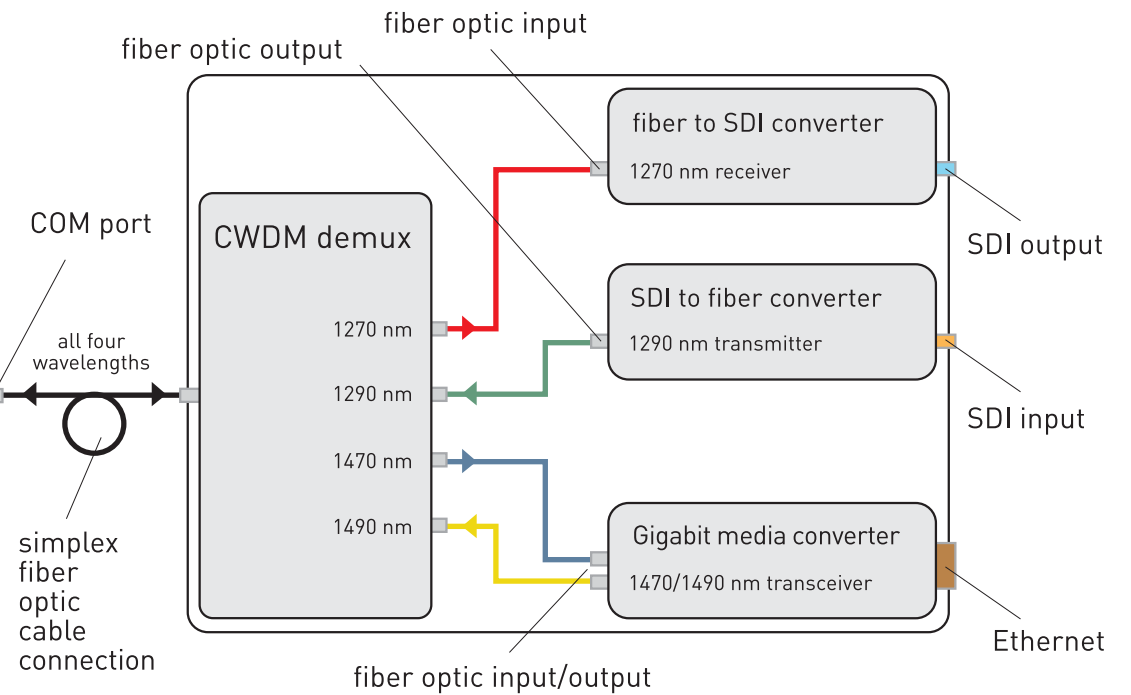 fiber optic input
fiber optic output
fiber to SDI converter
1270 nm receiver
COM port
CWDM demux
SDI output
SDI to fiber converter
1270 nm
all four
wavelengths
1290 nm transmitter
1290 nm
SDI input
1470 nm
1490 nm
Gigabit media converter
1470/1490 nm transceiver
simplex
fiber
optic
cable
connection
Ethernet
fiber optic input/output